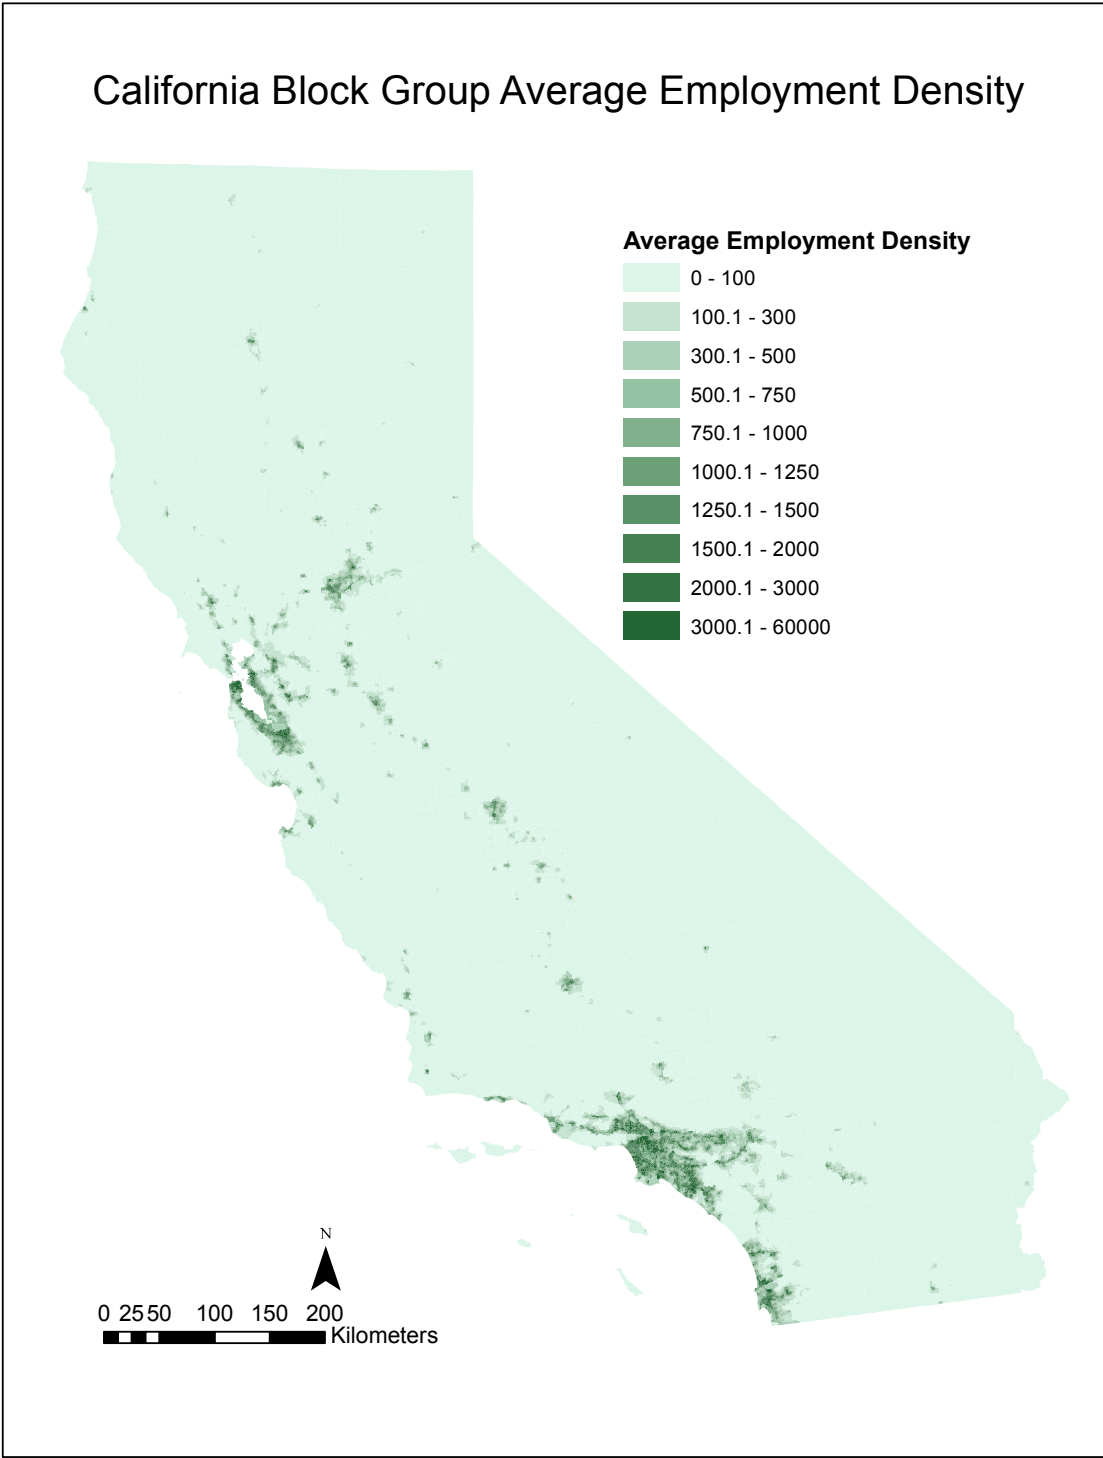 California Block Group Average Employment Density
Average Employment Density
0 - 100
100.1 - 300
300.1 - 500
500.1 - 750
750.1 - 1000
1000.1 - 1250
1250.1 - 1500
1500.1 - 2000
2000.1 - 3000
3000.1 - 60000
N
0 25 50 100 150 200
Kilometers